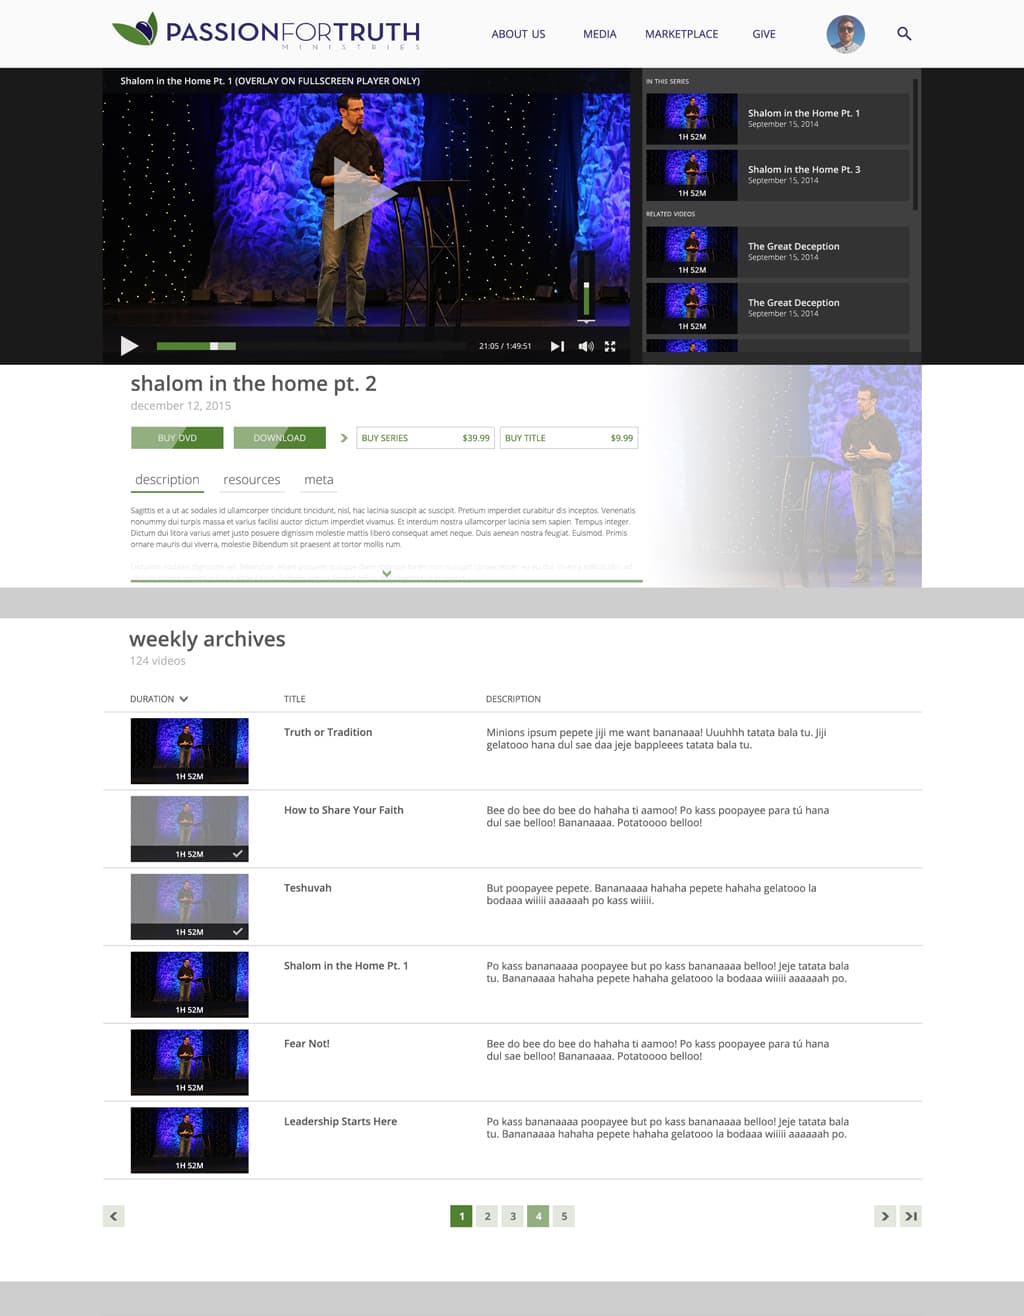 PASSIONFORTRUTH
MINISTRIES
ABOUT US
MEDIA
MARKETPLACE
GIVE
Shalom in the Home Pt. 1 (OVERLAY ON FULLSCREEN PLAYER ONLY)
21:05 / 1:49:51
IN THIS SERIES
1H 52M
Shalom in the Home Pt. 1
September 15, 2014
1H 52M
Shalom in the Home Pt. 3
September 15, 2014
RELATED VIDEOS
1H 52M
The Great Deception
September 15, 2014
1H 52M
The Great Deception
September 15, 2014
shalom in the home pt. 2
december 12, 2015
BUY DVD
DOWNLOAD
BUY SERIES $39.99
BUY TITLE $9.99
description
resources
meta
Sagittis et a ut ac sodales id ullamcorper tincidunt tincidunt, nisl, hac lacinia suscipit ac suscipit. Pretium imperdiet curabitur dis inceptos. Venenatis
nonummy dui turpis massa et varius facilisi auctor dictum imperdiet vivamus. Et interdum nostra ullamcorper lacinia sem sapien. Tempus integer.
Dictum dui litora varius amet justo posuere dignissim molestie mattis libero consequat amet neque. Duis aenean nostra feugiat. Euismod. Primis
ornare mauris dui viverra, molestie Bibendum sit praesent at tortor mollis rum.
weekly archives
124 videos
DURATION
TITLE
DESCRIPTION
1H 52M
Truth or Tradition
Minions ipsum pepete jiji me want bananaaa! Uuuhhh tatata bala tu. Jiji
gelatooo hana dul sae daa jeje bappleees tatata bala tu.
1H 52M
How to Share Your Faith
Bee do bee do bee do hahaha ti aamoo! Po kass poopayee para tú hana
dul sae belloo! Bananaaaa. Potatoooo belloo!
1H 52M
Teshuvah
But poopayee pepete. Bananaaaa hahaha pepete hahaha gelatooo la
bodaaa wiiiii aaaaaah po kass wiiiii.
1H 52M
Shalom in the Home Pt. 1
Po kass bananaaaa poopayee but po kass bananaaaa belloo! Jeje tatata bala
tu. Bananaaaa hahaha pepete hahaha gelatooo la bodaaa wiiiii aaaaaah po.
1H 52M
Fear Not!
Bee do bee do bee do hahaha ti aamoo! Po kass poopayee para tú hana
dul sae belloo! Bananaaaa. Potatoooo belloo!
1H 52M
Leadership Starts Here
Po kass bananaaaa poopayee but po kass bananaaaa belloo! Jeje tatata bala
tu. Bananaaaa hahaha pepete hahaha gelatooo la bodaaa wiiiii aaaaaah po.
1 2 3 4 5